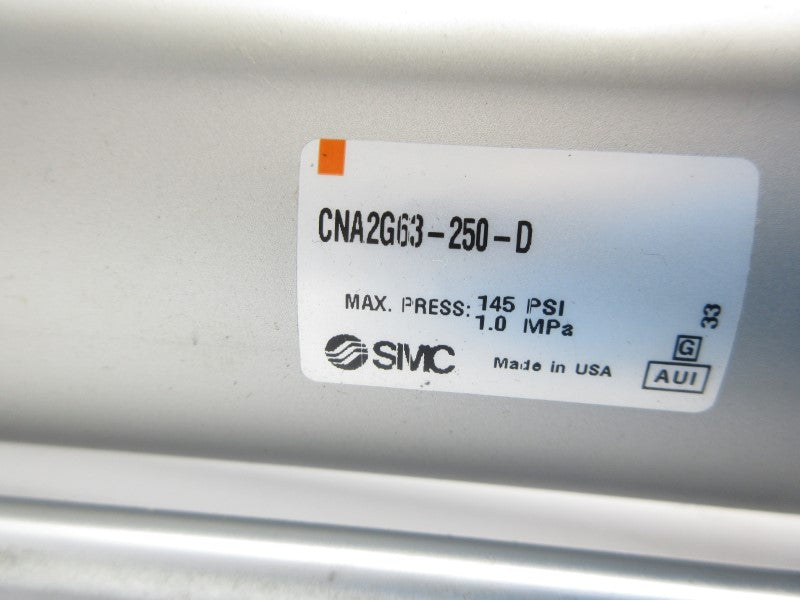 CNA2G63-250-D
MAX. PRESS: 145 PSI
1.0 MPa
SMC
Made in USA
33
G
AUI